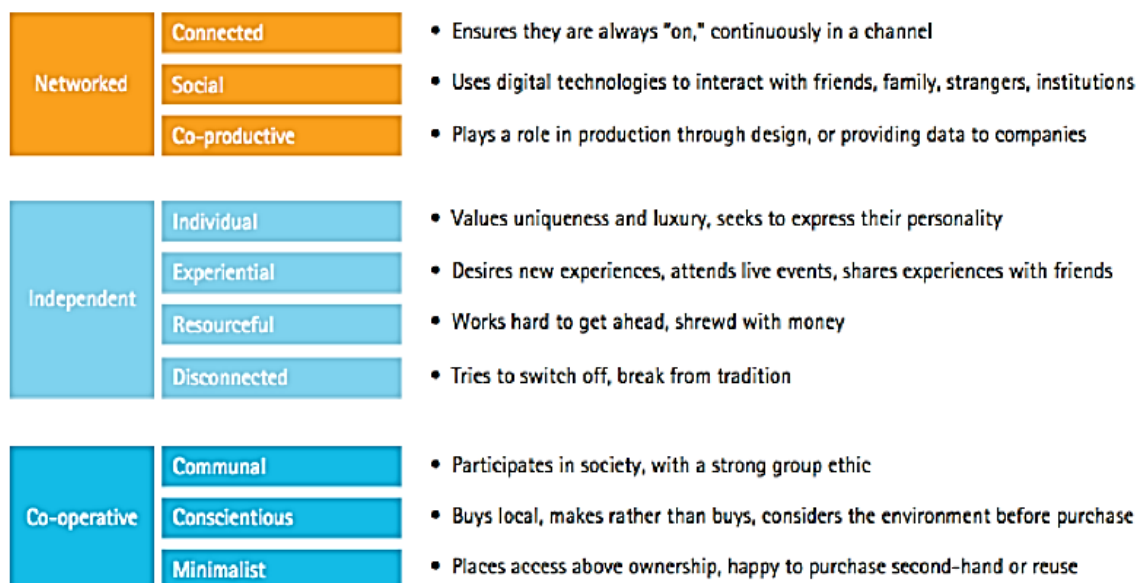 Networked
Connected
• Ensures they are always "on," continuously in a channel
Social
• Uses digital technologies to interact with friends, family, strangers, institutions
Co-productive
• Plays a role in production through design, or providing data to companies
Independent
Individual
• Values uniqueness and luxury, seeks to express their personality
Experiential
• Desires new experiences, attends live events, shares experiences with friends
Resourceful
• Works hard to get ahead, shrewd with money
Disconnected
• Tries to switch off, break from tradition
Co-operative
Communal
• Participates in society, with a strong group ethic
Conscientious
• Buys local, makes rather than buys, considers the environment before purchase
Minimalist
• Places access above ownership, happy to purchase second-hand or reuse